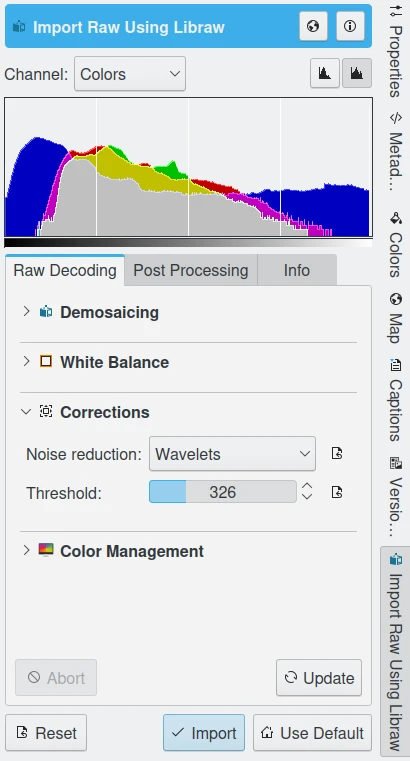 Import Raw Using Libraw
Channel: Colors
Raw Decoding Post Processing Info
Demosaicing
White Balance
Corrections
Noise reduction: Wavelets
Threshold: 326
Color Management
Abort Update
Reset Import Use Default
Properties
Metad...
Colors
Map
Captions
Versio...
Import Raw Using Libraw